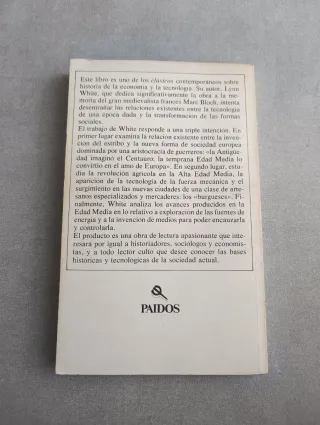 Este libro es uno de los clásicos contemporáneos sobre
historia de la economía y la tecnología. Su autor, Lynn
White, que dedica significativamente la obra a la me-
moria del gran medievalista francés Marc Bloch, intenta
desentrañar las relaciones existentes entre la tecnología
de una época dada y la transformación de las formas
sociales.
El trabajo de White responde a una triple intención. En
primer lugar examina la relación existente entre la inven-
ción del estribo y la nueva forma de sociedad europea
dominada por una aristocracia de guerreros: «la Antigüe-
dad imaginó el Centauro; la temprana Edad Media lo
convirtió en el amo de Europa». En segundo lugar, estu-
dia la revolución agrícola en la Alta Edad Media, la
aparición de la tecnología de la fuerza mecánica y el
surgimiento en las nuevas ciudades de una clase de arte-
sanos especializados y mercaderes: los «burgueses». Fi-
nalmente, White analiza los avances producidos en la
Edad Media en lo relativo a exploración de las fuentes de
energía y a la invención de medios para poder encauzarla
y controlarla.
El producto es una obra de lectura apasionante que inte-
resará por igual a historiadores, sociólogos y economis-
tas, y a todo lector culto que desee conocer las bases
históricas y tecnológicas de la sociedad actual.
PAIDOS